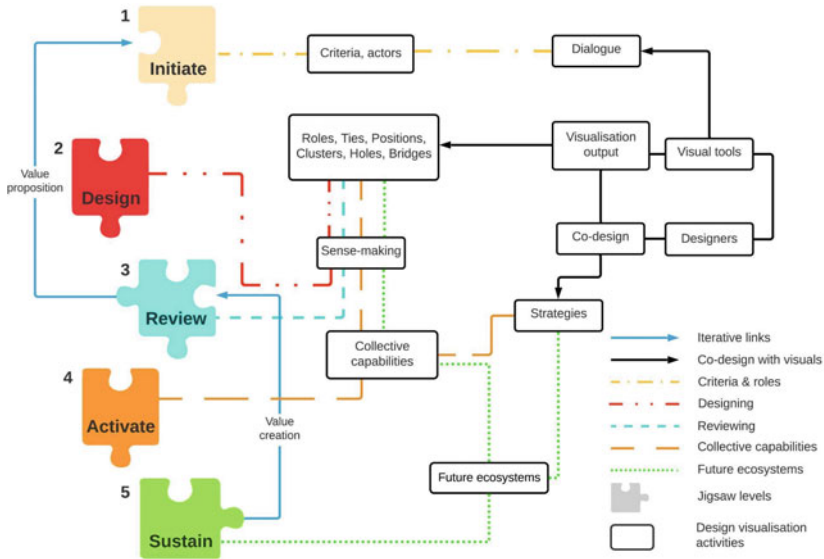 1
Initiate
Criteria, actors
Dialogue
2
Design
Value
proposition
Roles, Ties, Positions,
Clusters, Holes, Bridges
Visualisation
output
Visual tools
Sense-making
Co-design
Designers
3
Review
Strategies
Collective
capabilities
4
Activate
Value
creation
Future ecosystems
5
Sustain
Iterative links
Co-design with visuals
Criteria & roles
Designing
Reviewing
Collective capabilities
Future ecosystems
Jigsaw levels
Design visualisation
activities